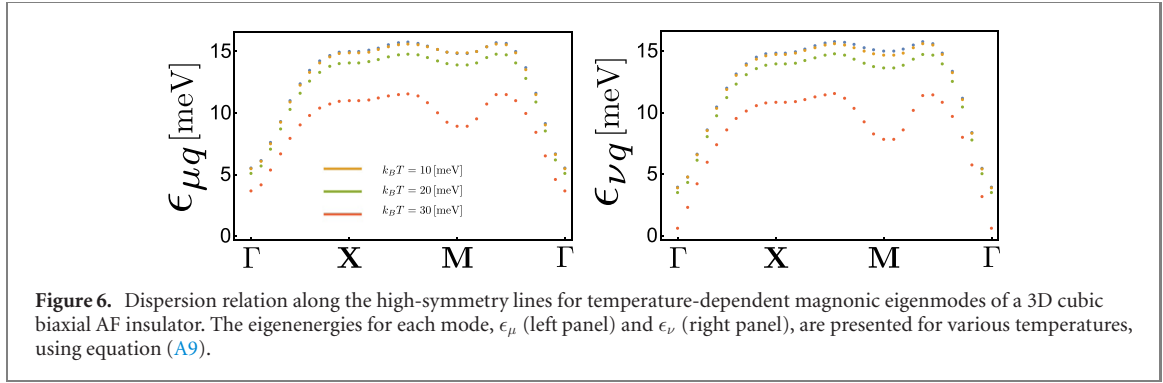 ϵμq [meV]
15
10
5
0
k_BT = 10 [meV]
k_BT = 20 [meV]
k_BT = 30 [meV]
Γ X M Γ
ϵνq [meV]
15
10
5
0
Γ X M Γ
Figure 6. Dispersion relation along the high-symmetry lines for temperature-dependent magnonic eigenmodes of a 3D cubic
biaxial AF insulator. The eigenenergies for each mode, ϵμ (left panel) and ϵν (right panel), are presented for various temperatures,
using equation (A9).